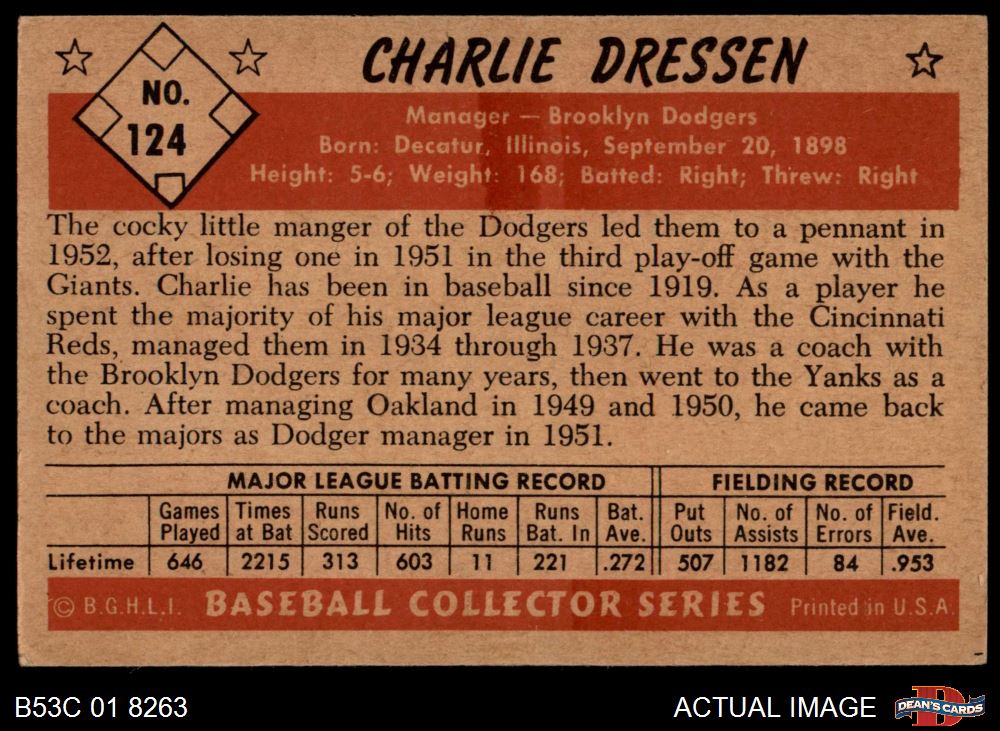 CHARLIE DRESSEN
NO.
124
Manager — Brooklyn Dodgers
Born: Decatur, Illinois, September 20, 1898
Height: 5-6; Weight: 168; Batted: Right; Threw: Right
The cocky little manger of the Dodgers led them to a pennant in
1952, after losing one in 1951 in the third play-off game with the
Giants. Charlie has been in baseball since 1919. As a player he
spent the majority of his major league career with the Cincinnati
Reds, managed them in 1934 through 1937. He was a coach with
the Brooklyn Dodgers for many years, then went to the Yanks as a
coach. After managing Oakland in 1949 and 1950, he came back
to the majors as Dodger manager in 1951.
MAJOR LEAGUE BATTING RECORD FIELDING RECORD
Games Times Runs No. of Home Runs Bat. Put No. of No. of Field.
Played at Bat Scored Hits Runs Bat. In Ave. Outs Assists Errors Ave.
Lifetime 646 2215 313 603 11 221 .272 507 1182 84 .953
© B.G.H.L.I. BASEBALL COLLECTOR SERIES Printed in U.S.A.
B53C 01 8263 ACTUAL IMAGE DEAN'S CARDS